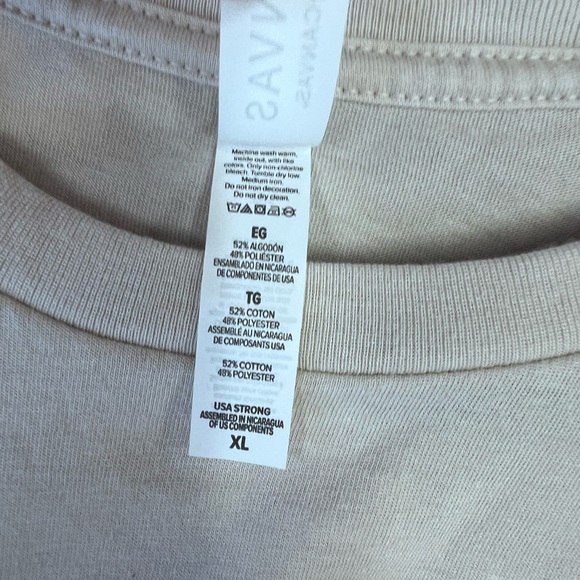 CANVAS
NVAS
Machine wash warm,
inside out, with like
colors. Only non-chlorine
bleach. Tumble dry low.
Medium iron.
Do not iron decoration.
Do not dry clean.
EG
52% ALGODÓN
48% POLIÉSTER
ENSAMBLADO EN NICARAGUA
DE COMPONENTES DE USA
TG
52% COTON
48% POLYESTER
ASSEMBLÉ AU NICARAGUA
DE COMPOSANTS USA
52% COTTON
48% POLYESTER
USA STRONG
ASSEMBLED IN NICARAGUA
OF US COMPONENTS
XL